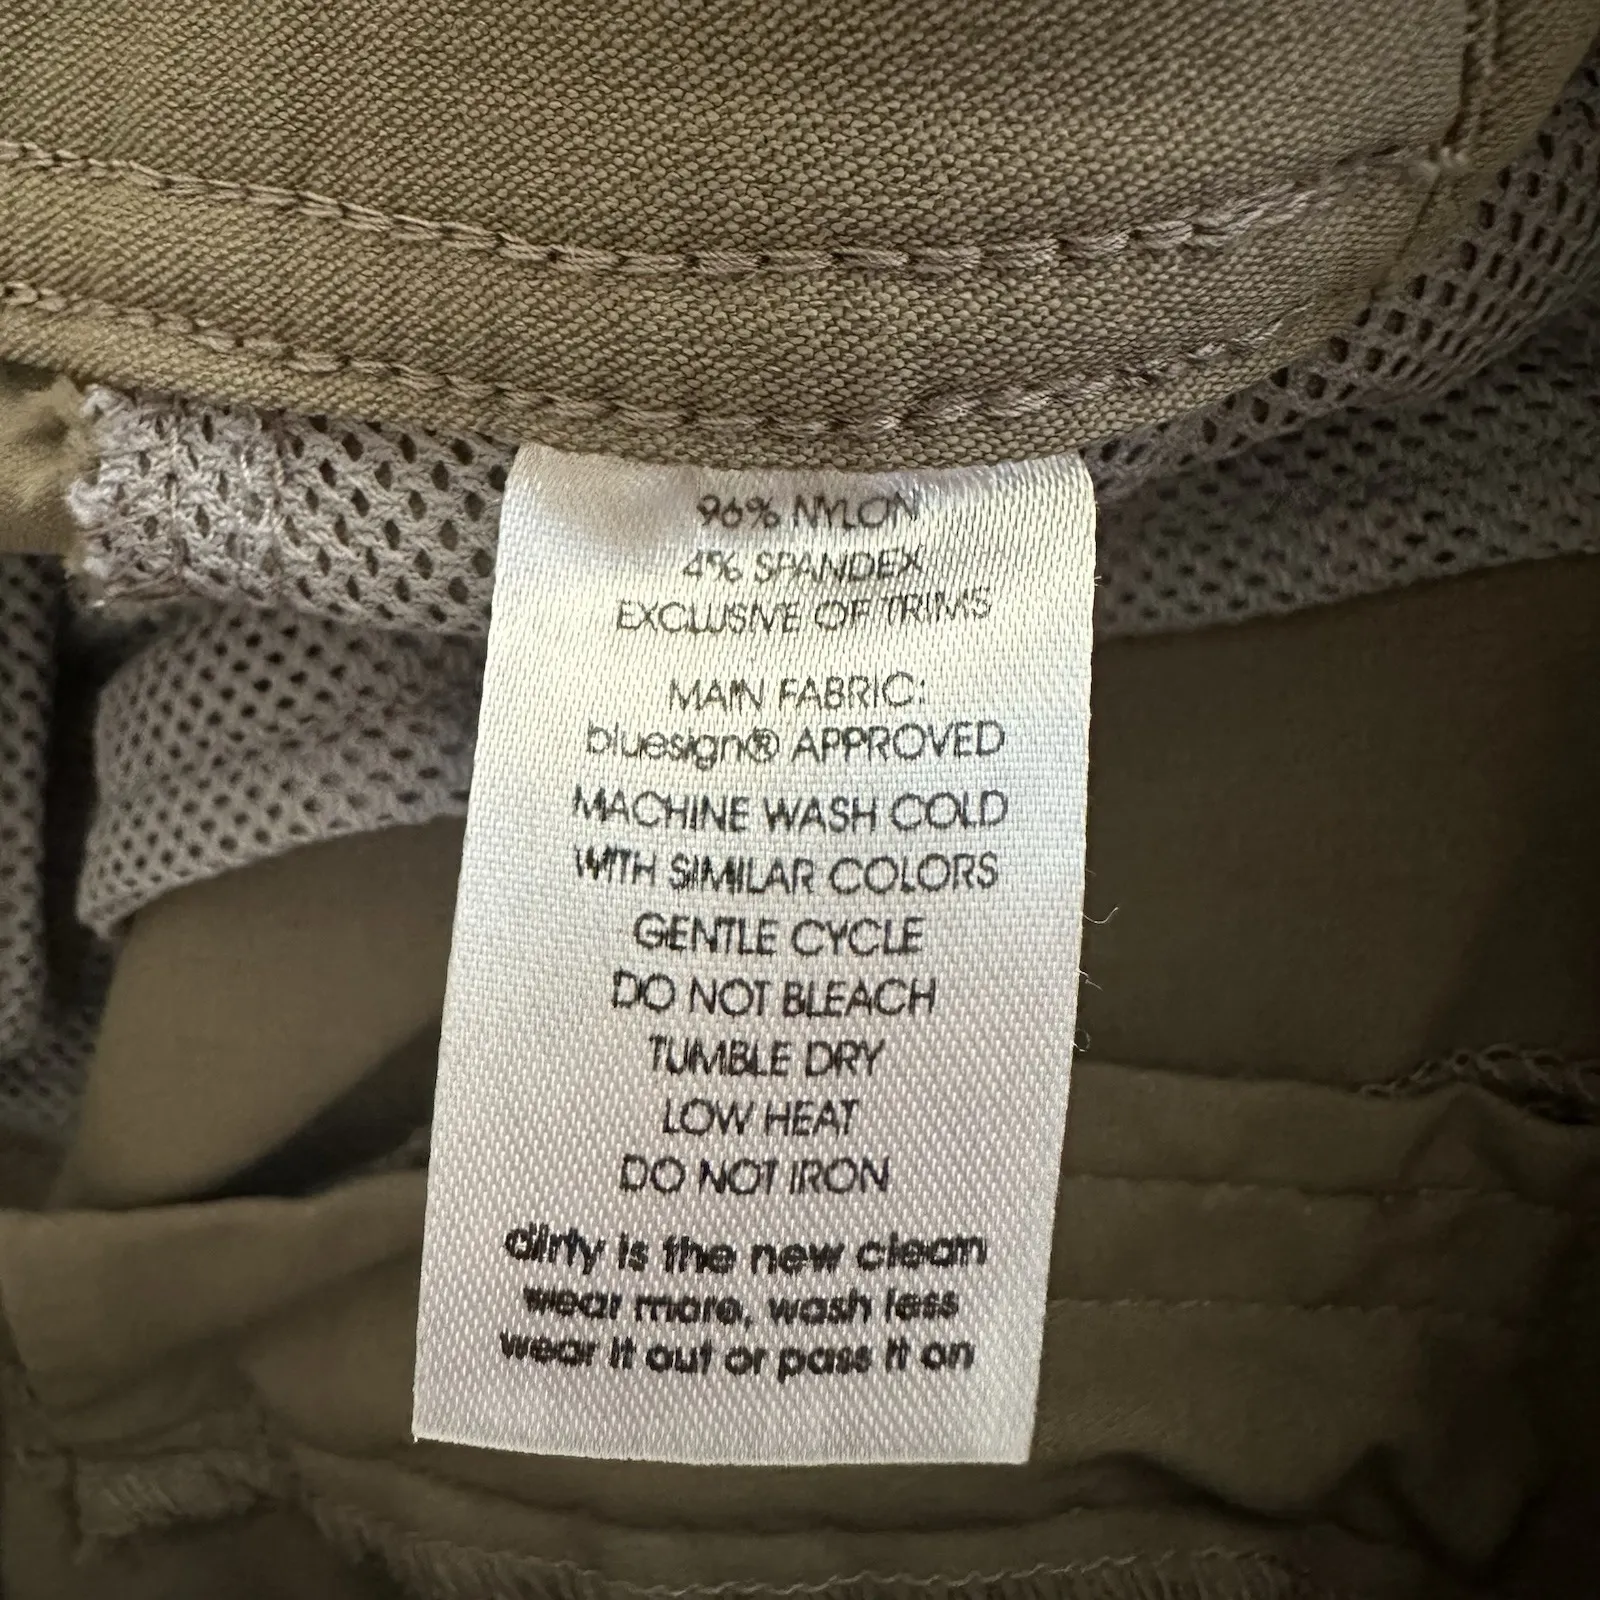 96% NYLON
4% SPANDEX
EXCLUSIVE OF TRIMS
MAIN FABRIC:
bluesign® APPROVED
MACHINE WASH COLD
WITH SIMILAR COLORS
GENTLE CYCLE
DO NOT BLEACH
TUMBLE DRY
LOW HEAT
DO NOT IRON
dirty is the new clean
wear more, wash less
wear it out or pass it on